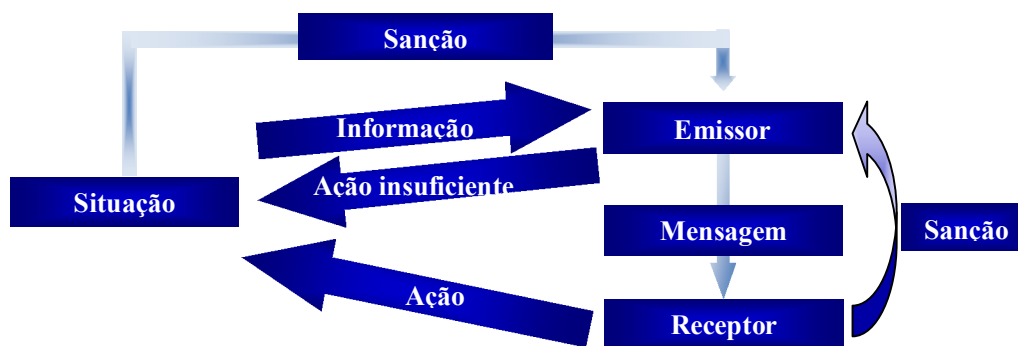 Sanção
Informação
Emissor
Ação insuficiente
Situação
Mensagem
Sanção
Ação
Receptor